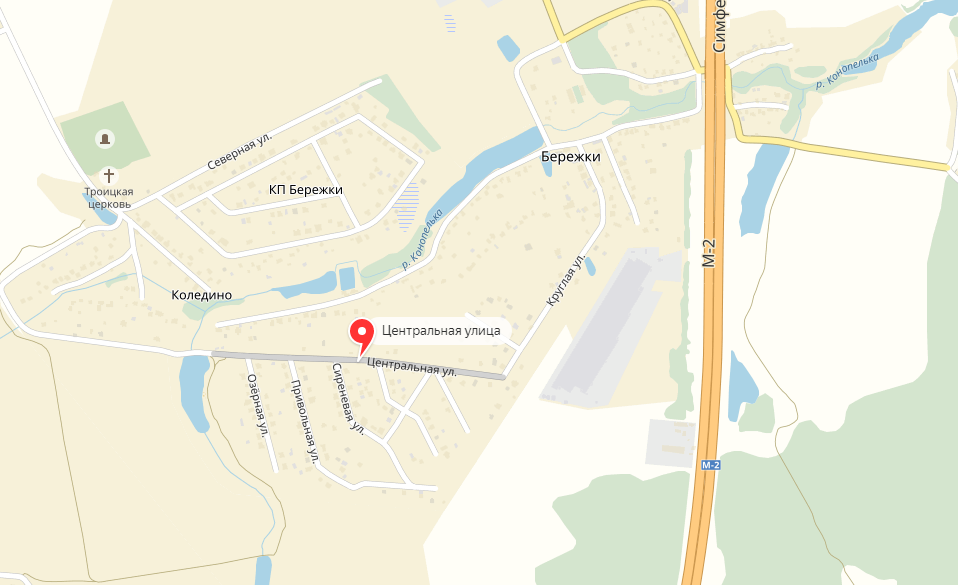 Симфе
р. Конопелька
Северная ул.
Бережки
Троицкая
церковь
КП Бережки
р. Конопелька
М-2
Круглая ул.
Коледино
Центральная улица
Центральная ул.
Озёрная ул.
Привольная ул.
Сиреневая ул.
М-2